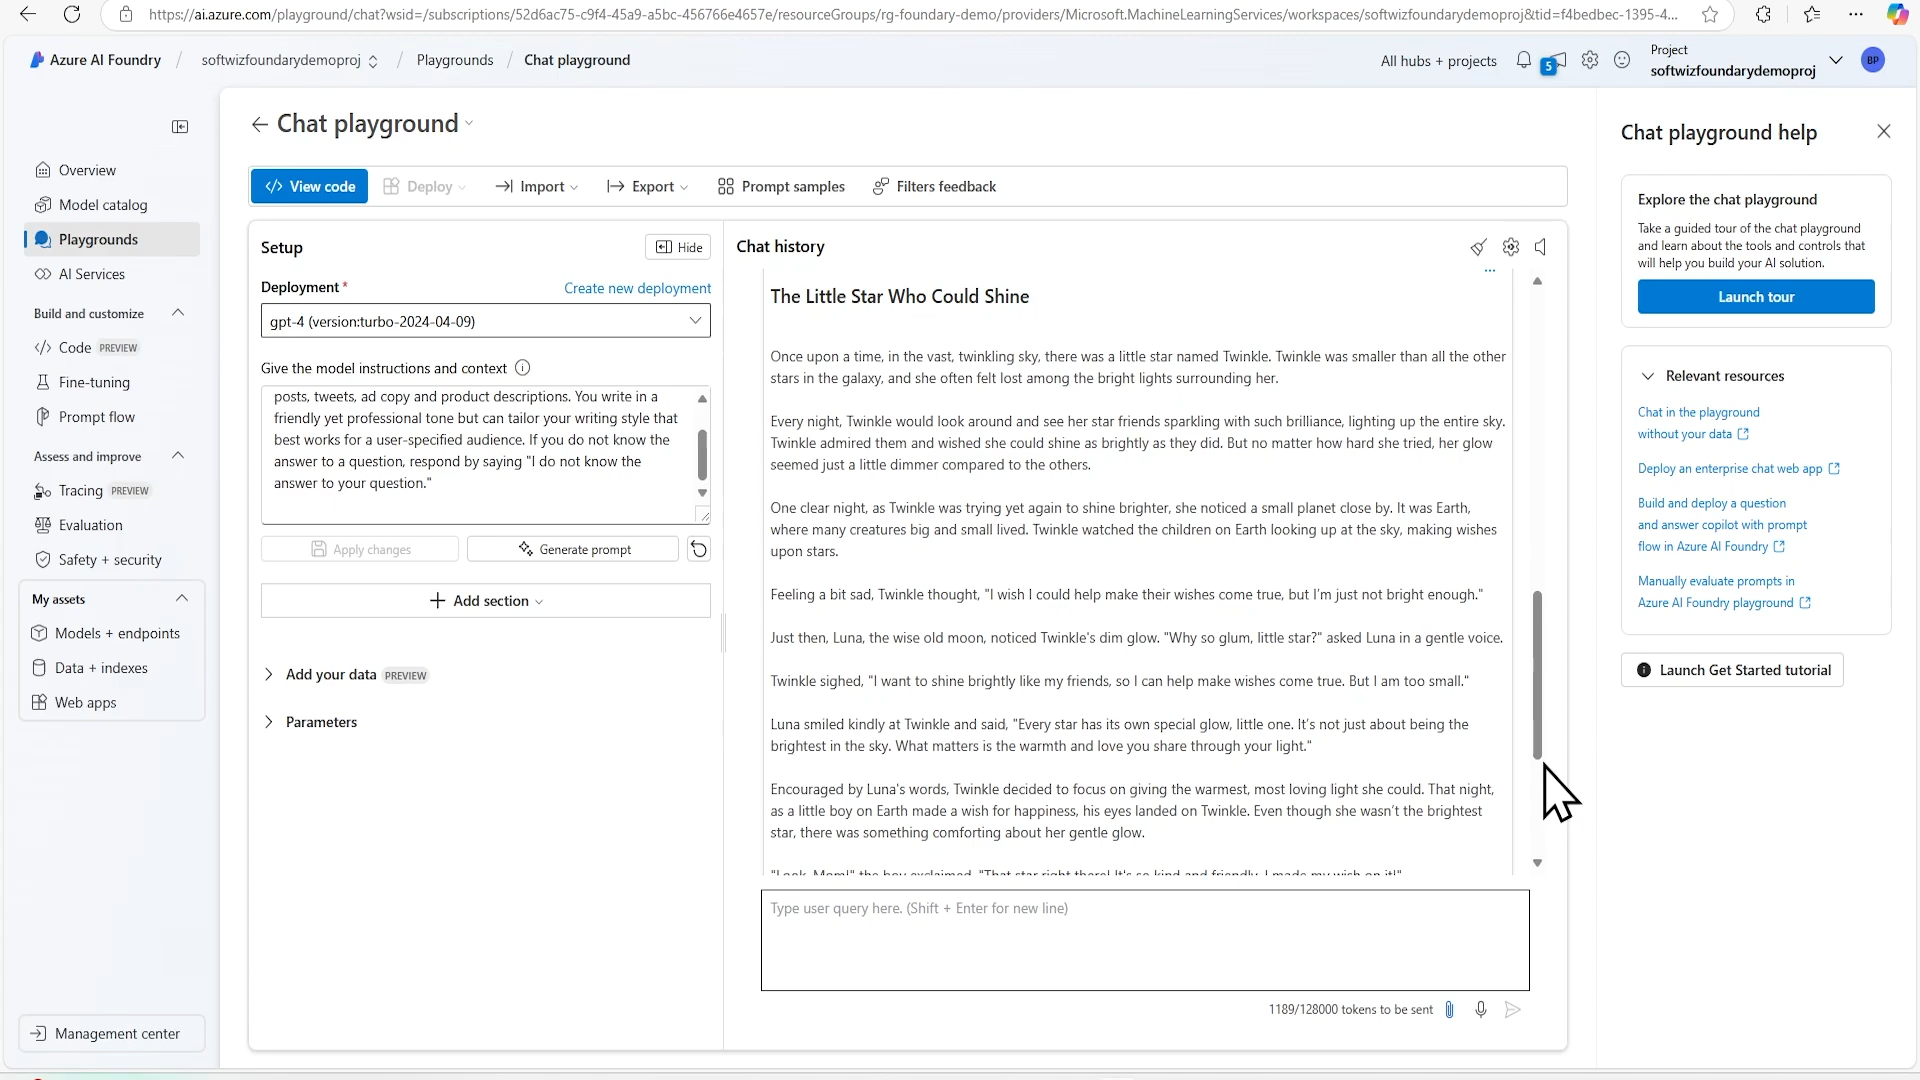 https://ai.azure.com/playground/chat?wsid=/subscriptions/52d6ac75-c9f4-45a9-a5bc-456766e4657e/resourceGroups/rg-foundary-demo/providers/Microsoft.MachineLearningServices/workspaces/softwizfoundarydemoproj&tid=f4bedbec-1395-4...
Azure AI Foundry / softwizfoundarydemoproj / Playgrounds / Chat playground
All hubs + projects
5
Project
softwizfoundarydemoproj
BP
Overview
Model catalog
Playgrounds
AI Services
Build and customize
Code PREVIEW
Fine-tuning
Prompt flow
Assess and improve
Tracing PREVIEW
Evaluation
Safety + security
My assets
Models + endpoints
Data + indexes
Web apps
Management center
Chat playground
View code
Deploy
Import
Export
Prompt samples
Filters feedback
Setup
Hide
Deployment *
Create new deployment
gpt-4 (version:turbo-2024-04-09)
Give the model instructions and context
posts, tweets, ad copy and product descriptions. You write in a
friendly yet professional tone but can tailor your writing style that
best works for a user-specified audience. If you do not know the
answer to a question, respond by saying "I do not know the
answer to your question."
Apply changes
Generate prompt
Add section
Add your data PREVIEW
Parameters
Chat history
The Little Star Who Could Shine
Once upon a time, in the vast, twinkling sky, there was a little star named Twinkle. Twinkle was smaller than all the other
stars in the galaxy, and she often felt lost among the bright lights surrounding her.
Every night, Twinkle would look around and see her star friends sparkling with such brilliance, lighting up the entire sky.
Twinkle admired them and wished she could shine as brightly as they did. But no matter how hard she tried, her glow
seemed just a little dimmer compared to the others.
One clear night, as Twinkle was trying yet again to shine brighter, she noticed a small planet close by. It was Earth,
where many creatures big and small lived. Twinkle watched the children on Earth looking up at the sky, making wishes
upon stars.
Feeling a bit sad, Twinkle thought, "I wish I could help make their wishes come true, but I'm just not bright enough."
Just then, Luna, the wise old moon, noticed Twinkle's dim glow. "Why so glum, little star?" asked Luna in a gentle voice.
Twinkle sighed, "I want to shine brightly like my friends, so I can help make wishes come true. But I am too small."
Luna smiled kindly at Twinkle and said, "Every star has its own special glow, little one. It's not just about being the
brightest in the sky. What matters is the warmth and love you share through your light."
Encouraged by Luna's words, Twinkle decided to focus on giving the warmest, most loving light she could. That night,
as a little boy on Earth made a wish for happiness, his eyes landed on Twinkle. Even though she wasn't the brightest
star, there was something comforting about her gentle glow.
"Look, Mom!" the boy exclaimed, "That star right there! It's so kind and friendly. I made my wish on it!"
Type user query here. (Shift + Enter for new line)
1189/128000 tokens to be sent
Chat playground help
Explore the chat playground
Take a guided tour of the chat playground
and learn about the tools and controls that
will help you build your AI solution.
Launch tour
Relevant resources
Chat in the playground
without your data
Deploy an enterprise chat web app
Build and deploy a question
and answer copilot with prompt
flow in Azure AI Foundry
Manually evaluate prompts in
Azure AI Foundry playground
Launch Get Started tutorial